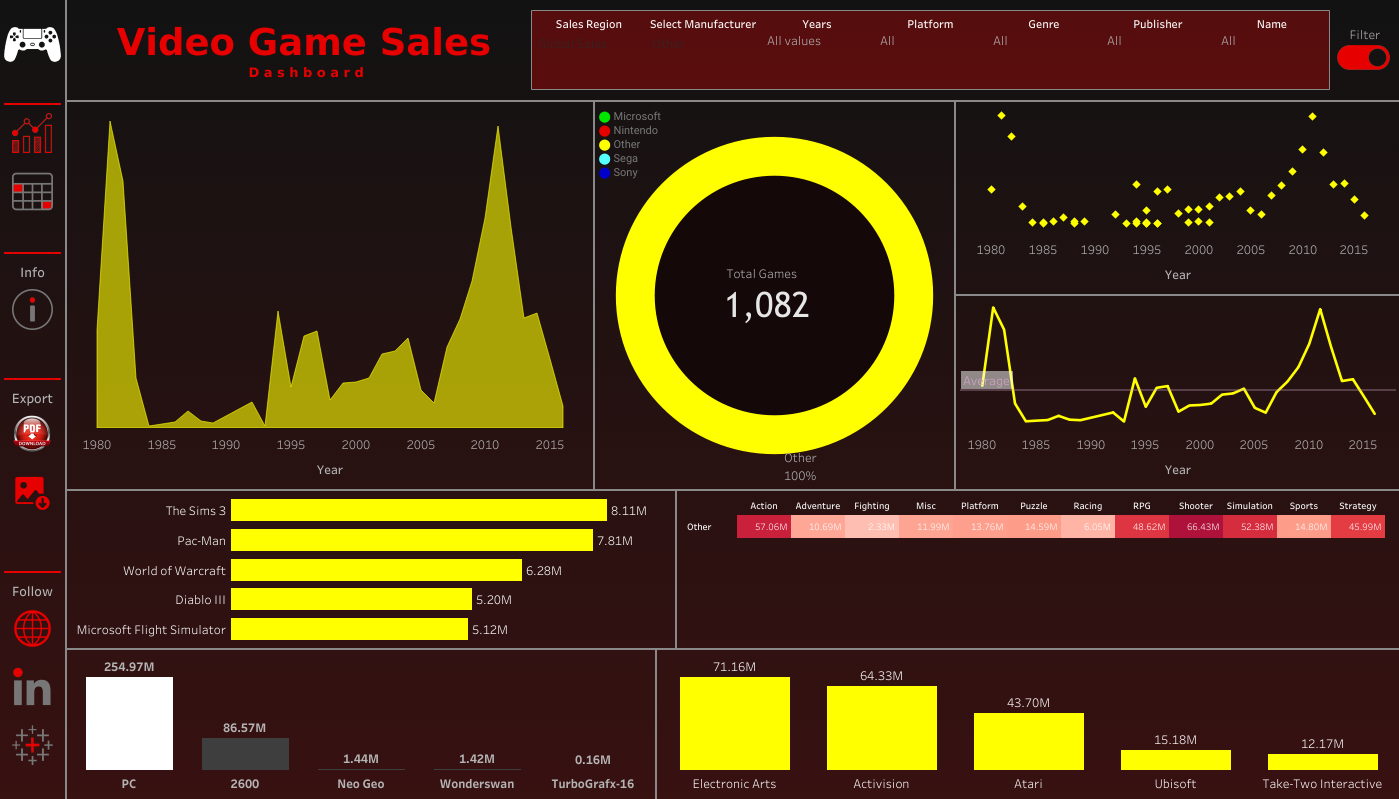 Video Game Sales
Dashboard
Sales Region Select Manufacturer Years Platform Genre Publisher Name
All values All All All All
Filter
Info
Export
PDF
DOWNLOAD
Follow
in
1980 1985 1990 1995 2000 2005 2010 2015
Year
Microsoft
Nintendo
Other
Sega
Sony
Total Games
1,082
Other
100%
1980 1985 1990 1995 2000 2005 2010 2015
Year
Average
1980 1985 1990 1995 2000 2005 2010 2015
Year
The Sims 3 8.11M
Pac-Man 7.81M
World of Warcraft 6.28M
Diablo III 5.20M
Microsoft Flight Simulator 5.12M
Action Adventure Fighting Misc Platform Puzzle Racing RPG Shooter Simulation Sports Strategy
Other 57.06M 10.69M 2.33M 11.99M 13.76M 14.59M 6.05M 48.62M 66.43M 52.38M 14.80M 45.99M
254.97M 86.57M 1.44M 1.42M 0.16M
PC 2600 Neo Geo Wonderswan TurboGrafx-16
71.16M 64.33M 43.70M 15.18M 12.17M
Electronic Arts Activision Atari Ubisoft Take-Two Interactive